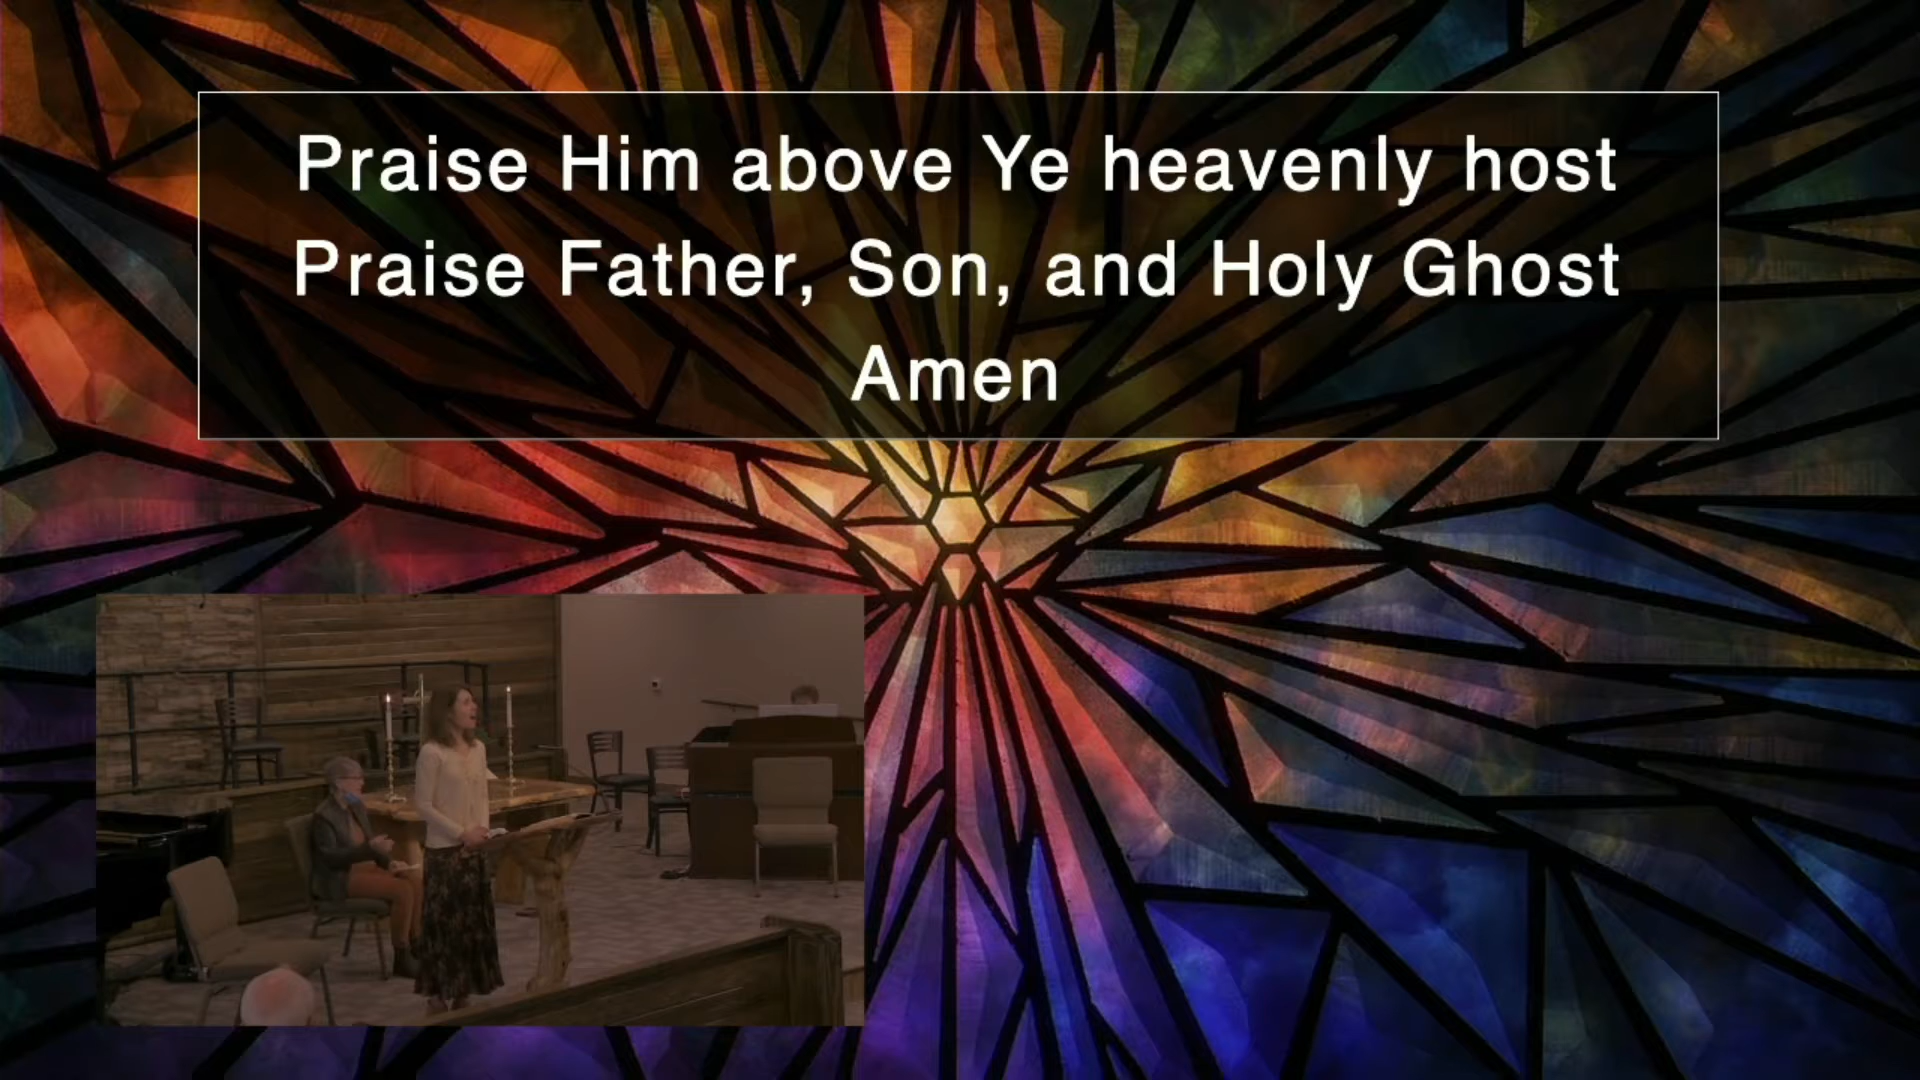 Praise Him above Ye heavenly host
Praise Father, Son, and Holy Ghost
Amen